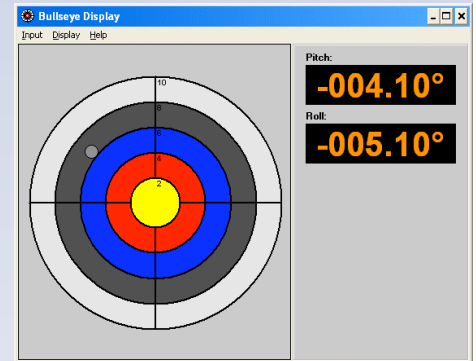 Bullseye Display
Input Display Help
10
8
6
4
2
Pitch:
-004.10°
Roll:
-005.10°